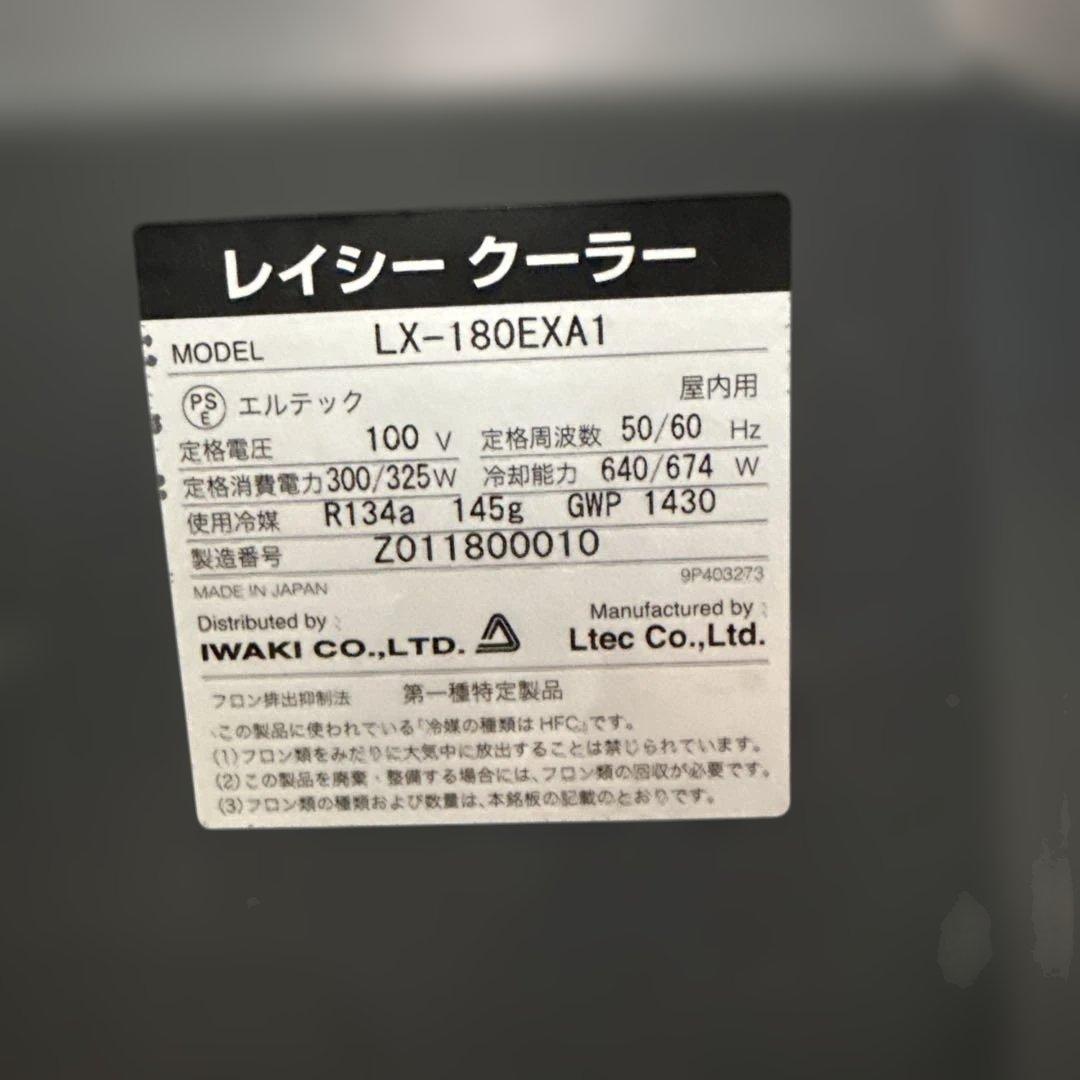 レイシー クーラー
MODEL LX-180EXA1
PSE エルテック 屋内用
定格電圧 100 V 定格周波数 50/60 Hz
定格消費電力 300/325W 冷却能力 640/674 W
使用冷媒 R134a 145g GWP 1430
製造番号 Z011800010
MADE IN JAPAN 9P403273
Distributed by : Manufactured by :
IWAKI CO.,LTD. Ltec Co.,Ltd.
フロン排出抑制法 第一種特定製品
この製品に使われている「冷媒の種類は HFC」です。
(1)フロン類をみだりに大気中に放出することは禁じられています。
(2)この製品を廃棄・整備する場合には、フロン類の回収が必要です。
(3)フロン類の種類および数量は、本銘板の記載のとおりです。